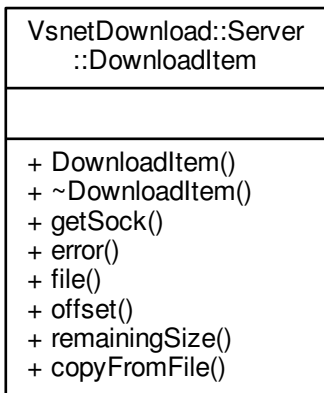 VsnetDownload::Server
::DownloadItem
+ DownloadItem()
+ ~DownloadItem()
+ getSock()
+ error()
+ file()
+ offset()
+ remainingSize()
+ copyFromFile()